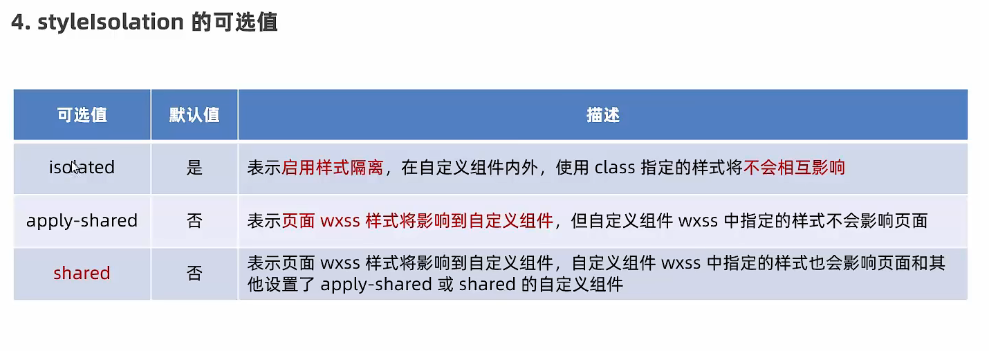 4. styleIsolation 的可选值
可选值 默认值 描述
isolated 是 表示启用样式隔离，在自定义组件内外，使用 class 指定的样式将不会相互影响
apply-shared 否 表示页面 wxss 样式将影响到自定义组件，但自定义组件 wxss 中指定的样式不会影响页面
shared 否 表示页面 wxss 样式将影响到自定义组件，自定义组件 wxss 中指定的样式也会影响页面和其
他设置了 apply-shared 或 shared 的自定义组件